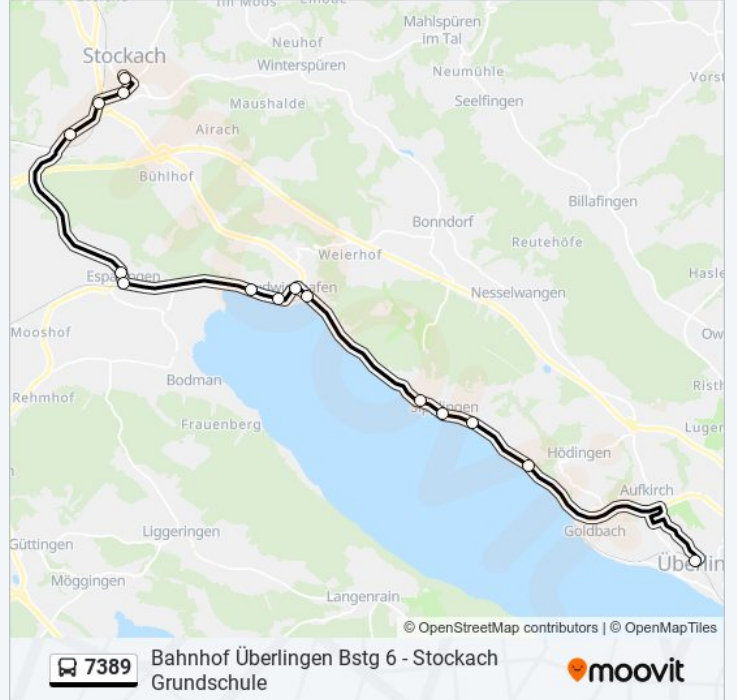 Mahlspüren
im Tal
Stockach
Neuhof
Winterspüren
Neumühle
Seelfingen
Maushalde
Airach
Bühlhof
Billafingen
Bonndorf
Reutehöfe
Weierhof
Nesselwangen
Mooshof
Bodman
Rehmhof
Frauenberg
Hödingen
Aufkirch
Goldbach
Liggeringen
Güttingen
Möggingen
Langenrain
© OpenStreetMap contributors | © OpenMapTiles
7389
Bahnhof Überlingen Bstg 6 - Stockach
Grundschule
moovit